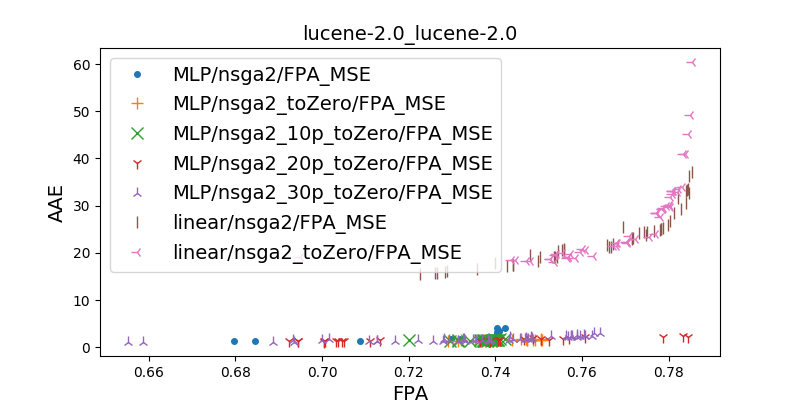 lucene-2.0_lucene-2.0
60
50
40
30
20
10
0
AAE
MLP/nsga2/FPA_MSE
MLP/nsga2_toZero/FPA_MSE
MLP/nsga2_10p_toZero/FPA_MSE
MLP/nsga2_20p_toZero/FPA_MSE
MLP/nsga2_30p_toZero/FPA_MSE
linear/nsga2/FPA_MSE
linear/nsga2_toZero/FPA_MSE
0.66 0.68 0.70 0.72 0.74 0.76 0.78
FPA